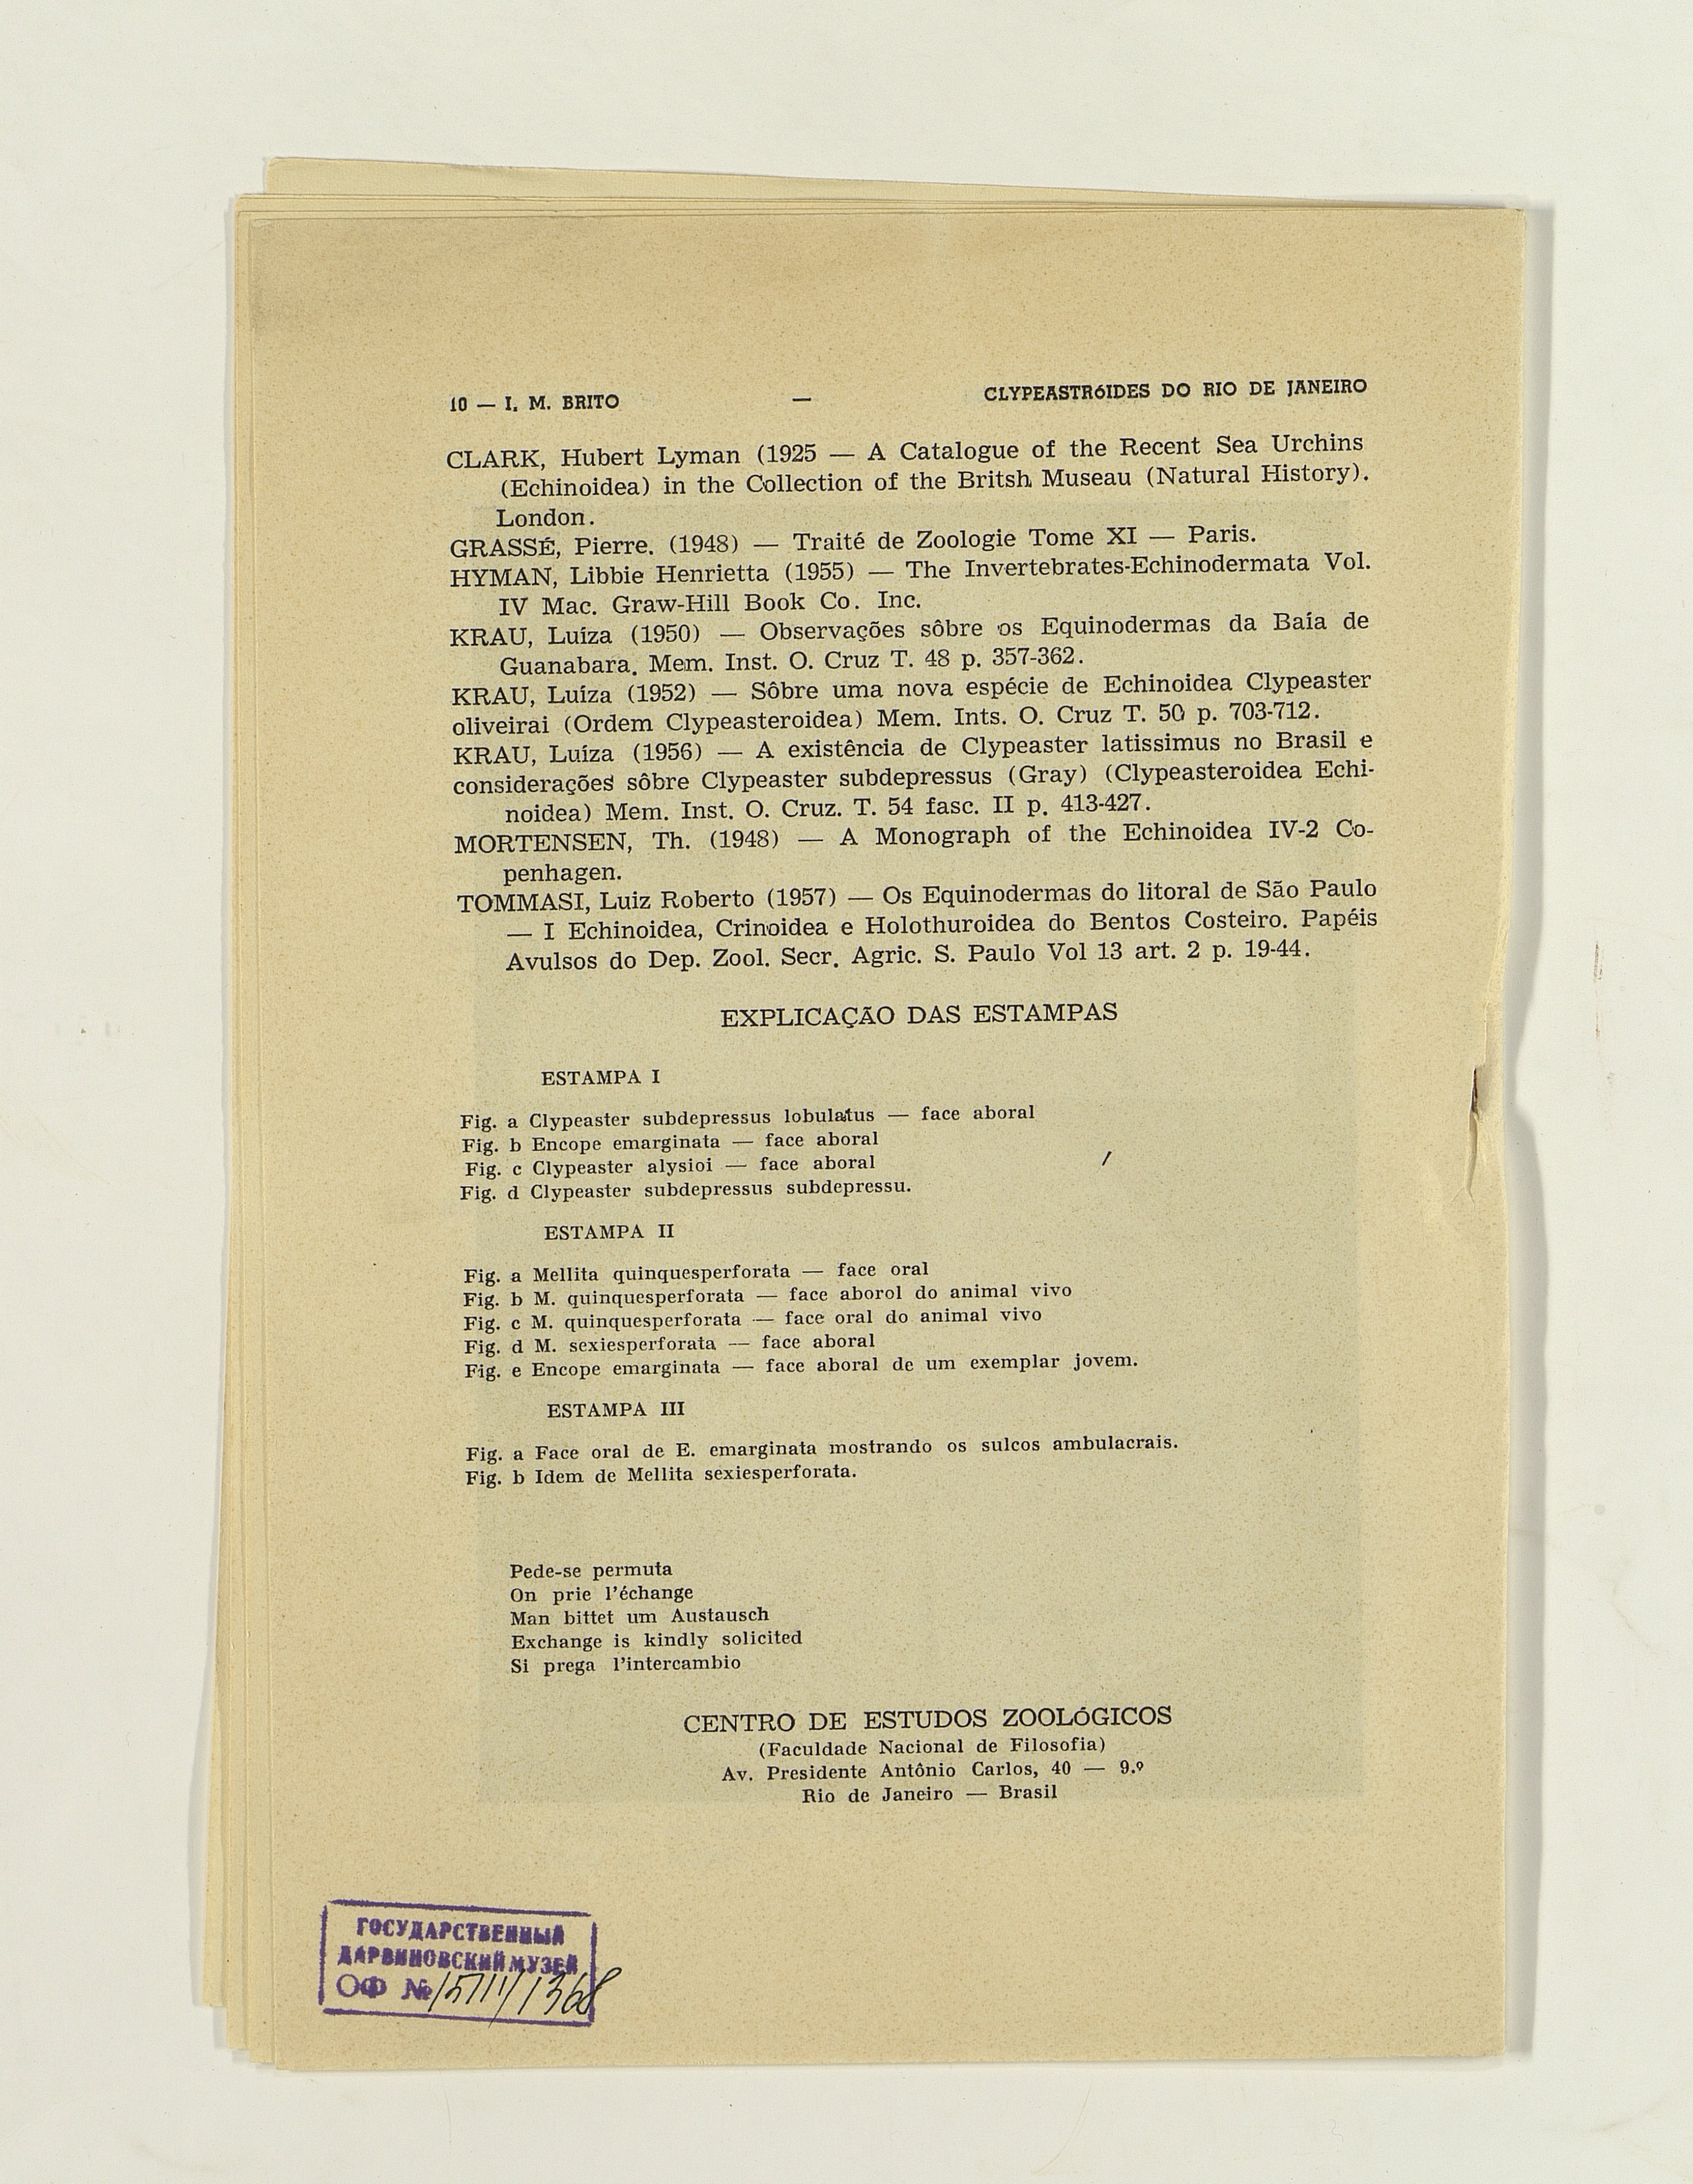 10 — I. M. BRITO — CLYPEASTRÓIDES DO RIO DE JANEIRO
CLARK, Hubert Lyman (1925 — A Catalogue of the Recent Sea Urchins
(Echinoidea) in the Collection of the Britsh Museau (Natural History).
London.
GRASSÉ, Pierre. (1948) — Traité de Zoologie Tome XI — Paris.
HYMAN, Libbie Henrietta (1955) — The Invertebrates-Echinodermata Vol.
IV Mac. Graw-Hill Book Co. Inc.
KRAU, Luíza (1950) — Observações sôbre os Equinodermas da Baía de
Guanabara. Mem. Inst. O. Cruz T. 48 p. 357-362.
KRAU, Luíza (1952) — Sôbre uma nova espécie de Echinoidea Clypeaster
oliveirai (Ordem Clypeasteroidea) Mem. Ints. O. Cruz T. 50 p. 703-712.
KRAU, Luíza (1956) — A existência de Clypeaster latissimus no Brasil e
considerações sôbre Clypeaster subdepressus (Gray) (Clypeasteroidea Echi-
noidea) Mem. Inst. O. Cruz. T. 54 fasc. II p. 413-427.
MORTENSEN, Th. (1948) — A Monograph of the Echinoidea IV-2 Co-
penhagen.
TOMMASI, Luiz Roberto (1957) — Os Equinodermas do litoral de São Paulo
— I Echinoidea, Crinoidea e Holothuroidea do Bentos Costeiro. Papéis
Avulsos do Dep. Zool. Secr. Agric. S. Paulo Vol 13 art. 2 p. 19-44.
EXPLICAÇÃO DAS ESTAMPAS
ESTAMPA I
Fig. a Clypeaster subdepressus lobulatus — face aboral
Fig. b Encope emarginata — face aboral
Fig. c Clypeaster alysioi — face aboral
Fig. d Clypeaster subdepressus subdepressu.
ESTAMPA II
Fig. a Mellita quinquesperforata — face oral
Fig. b M. quinquesperforata — face aborol do animal vivo
Fig. c M. quinquesperforata — face oral do animal vivo
Fig. d M. sexiesperforata — face aboral
Fig. e Encope emarginata — face aboral de um exemplar jovem.
ESTAMPA III
Fig. a Face oral de E. emarginata mostrando os sulcos ambulacrais.
Fig. b Idem de Mellita sexiesperforata.
Pede-se permuta
On prie l'échange
Man bittet um Austausch
Exchange is kindly solicited
Si prega l'intercambio
CENTRO DE ESTUDOS ZOOLÓGICOS
(Faculdade Nacional de Filosofia)
Av. Presidente Antônio Carlos, 40 — 9.º
Rio de Janeiro — Brasil
ГОСУДАРСТВЕННЫЙ
ДАРВИНОВСКИЙ МУЗЕЙ
ОФ №15111/1368